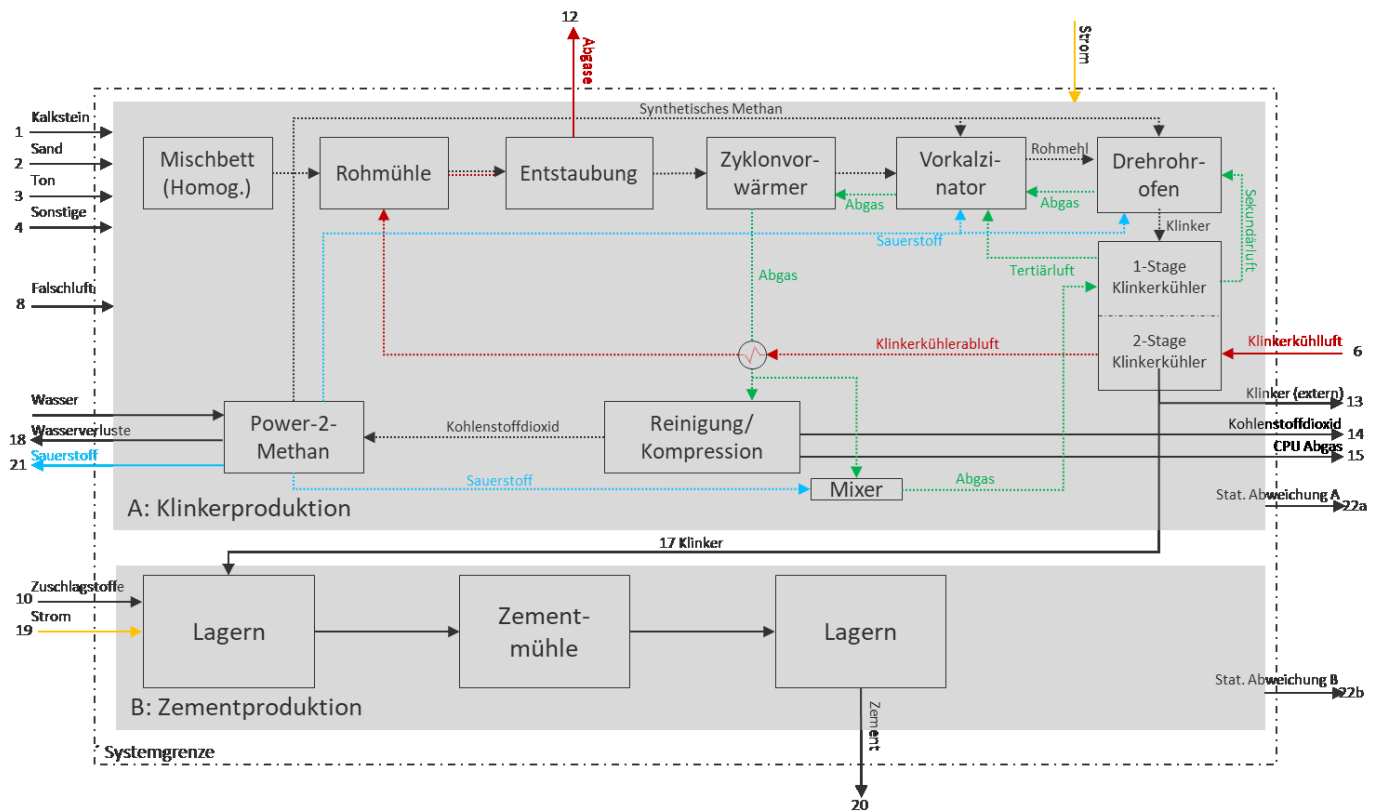 12
Abgase
Strom
Kalkstein
1
Sand
2
Ton
3
Sonstige
4
Synthetisches Methan
Mischbett
(Homog.)
Rohmühle
Entstaubung
Zyklonvor-
wärmer
Vorkalzi-
nator
Rohmehl
Drehrohr-
ofen
Abgas
Abgas
Sauerstoff
Klinker
Sekundärluft
Falschluft
8
Abgas
Tertiärluft
1-Stage
Klinkerkühler
2-Stage
Klinkerkühler
Klinkerkühlerabluft
Klinkerkühlluft
6
Wasser
Klinker (extern)
13
Wasserverluste
18
Power-2-
Methan
Kohlenstoffdioxid
Reinigung/
Kompression
Kohlenstoffdioxid
14
Sauerstoff
21
CPU Abgas
15
Sauerstoff
Mixer
Abgas
A: Klinkerproduktion
Stat. Abweichung A
22a
17 Klinker
Zuschlagstoffe
10
Strom
19
Lagern
Zement-
mühle
Lagern
Stat. Abweichung B
22b
B: Zementproduktion
Zement
Systemgrenze
20